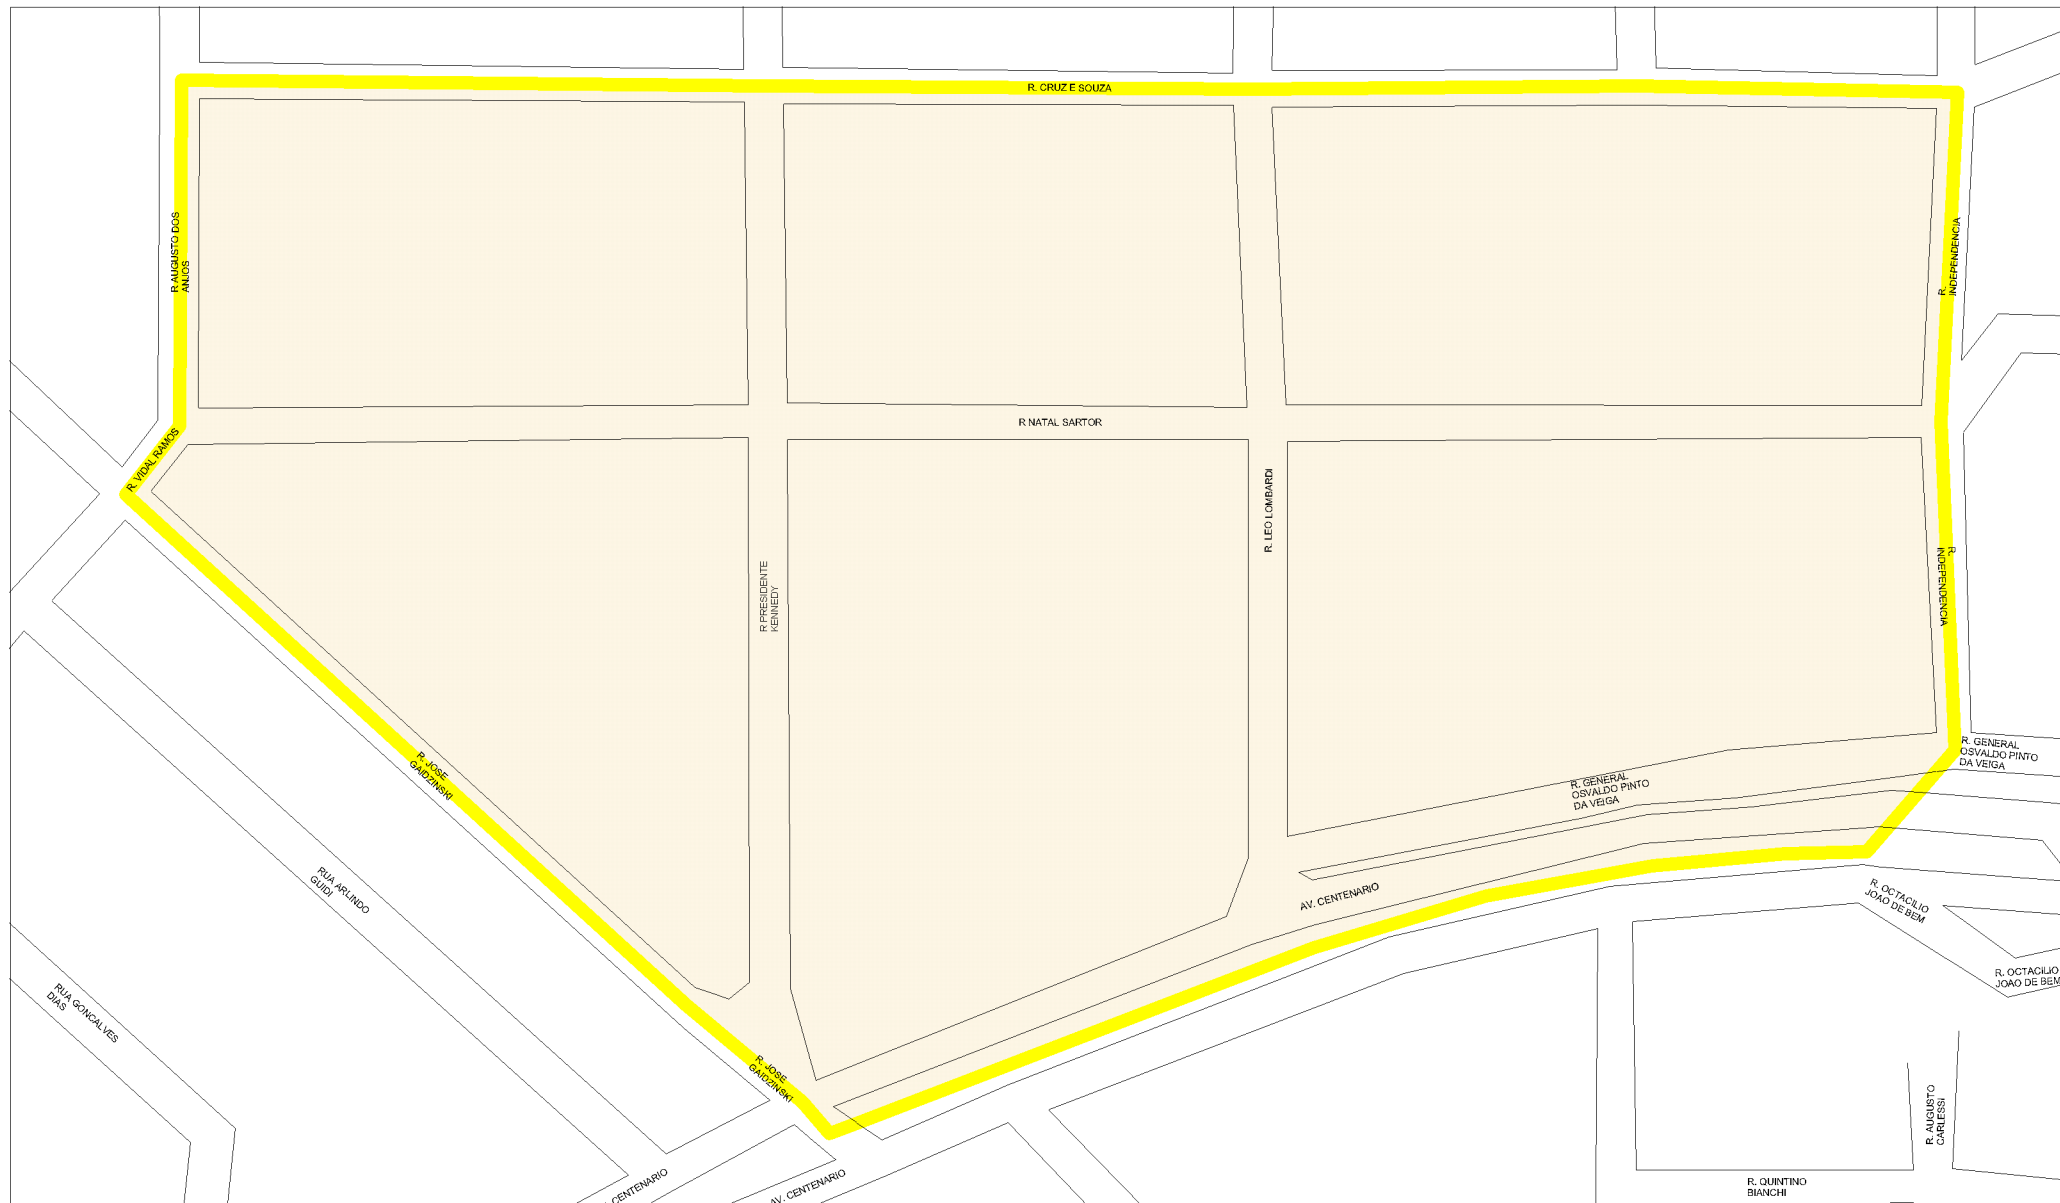 R. CRUZ E SOUZA
R AUGUSTO DOS
ANJOS
R.
INDEPENDENCIA
R NATAL SARTOR
R. VIDAL RAMOS
R. LEO LOMBARDI
R PRESIDENTE
KENNEDY
R.
INDEPENDENCIA
R. JOSE
GAIDZINSKI
R. GENERAL
OSVALDO PINTO
DA VEIGA
R. GENERAL
OSVALDO PINTO
DA VEIGA
AV. CENTENARIO
RUA ARLINDO
GUIDI
R. OCTACILIO
JOAO DE BEM
R. OCTACILIO
JOAO DE BEM
RUA GONCALVES
DIAS
R. JOSE
GAIDZINSKI
R. AUGUSTO
CARLESSI
CENTENARIO
AV. CENTENARIO
R. QUINTINO
BIANCHI